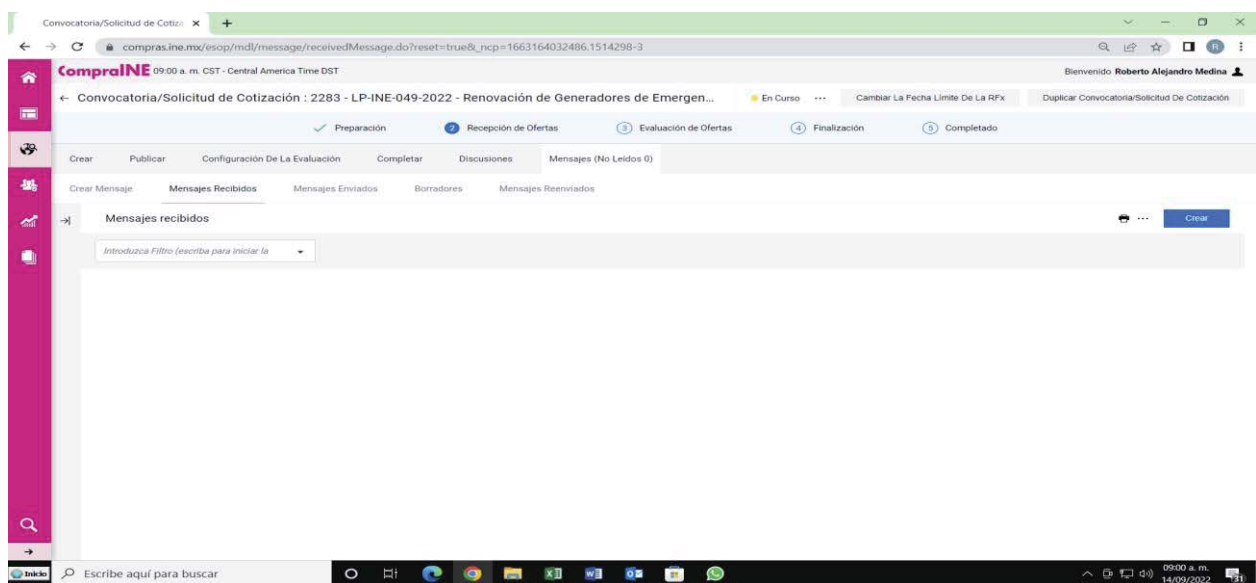 Convocatoria/Solicitud de Cotiza
compras.ine.mx/esop/mdl/message/receivedMessage.do?reset=true&_ncp=1663164032486.1514298-3
R
CompraINE 09:00 a. m. CST - Central America Time DST
Bienvenido Roberto Alejandro Medina
← Convocatoria/Solicitud de Cotización : 2283 - LP-INE-049-2022 - Renovación de Generadores de Emergen...
En Curso ...
Cambiar La Fecha Límite De La RFx
Duplicar Convocatoria/Solicitud De Cotización
✓ Preparación 2 Recepción de Ofertas 3 Evaluación de Ofertas 4 Finalización 5 Completado
Crear Publicar Configuración De La Evaluación Completar Discusiones Mensajes (No Leídos 0)
Crear Mensaje Mensajes Recibidos Mensajes Enviados Borradores Mensajes Reenviados
Mensajes recibidos
... Crear
Introduzca Filtro (escriba para iniciar la
Inicio Escribe aquí para buscar
09:00 a. m.
14/09/2022